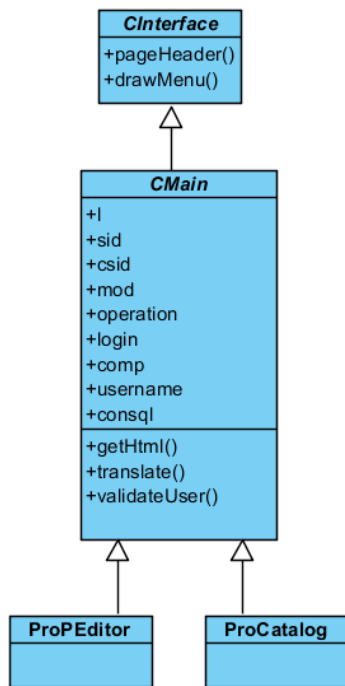 CInterface
+pageHeader()
+drawMenu()
CMain
+l
+sid
+csid
+mod
+operation
+login
+comp
+username
+consql
+getHtml()
+translate()
+validateUser()
ProPEditor
ProCatalog